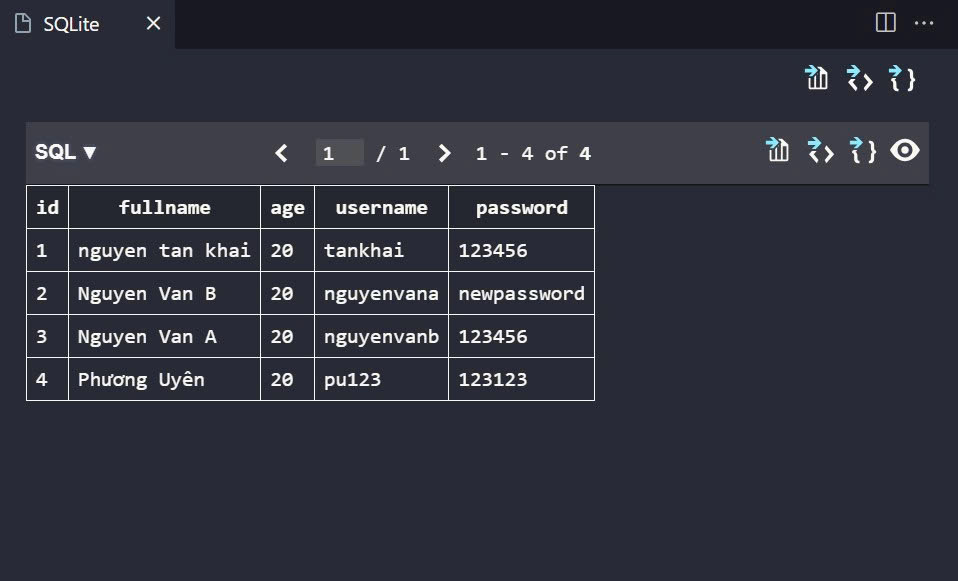 SQLite
SQL ▼ 1 / 1 1 - 4 of 4
id fullname age username password
1 nguyen tan khai 20 tankhai 123456
2 Nguyen Van B 20 nguyenvana newpassword
3 Nguyen Van A 20 nguyenvanb 123456
4 Phương Uyên 20 pu123 123123